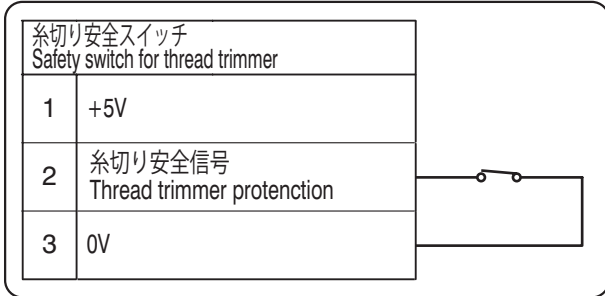 糸切り安全スイッチ
Safety switch for thread trimmer
1 +5V
2 糸切り安全信号
Thread trimmer protenction
3 0V